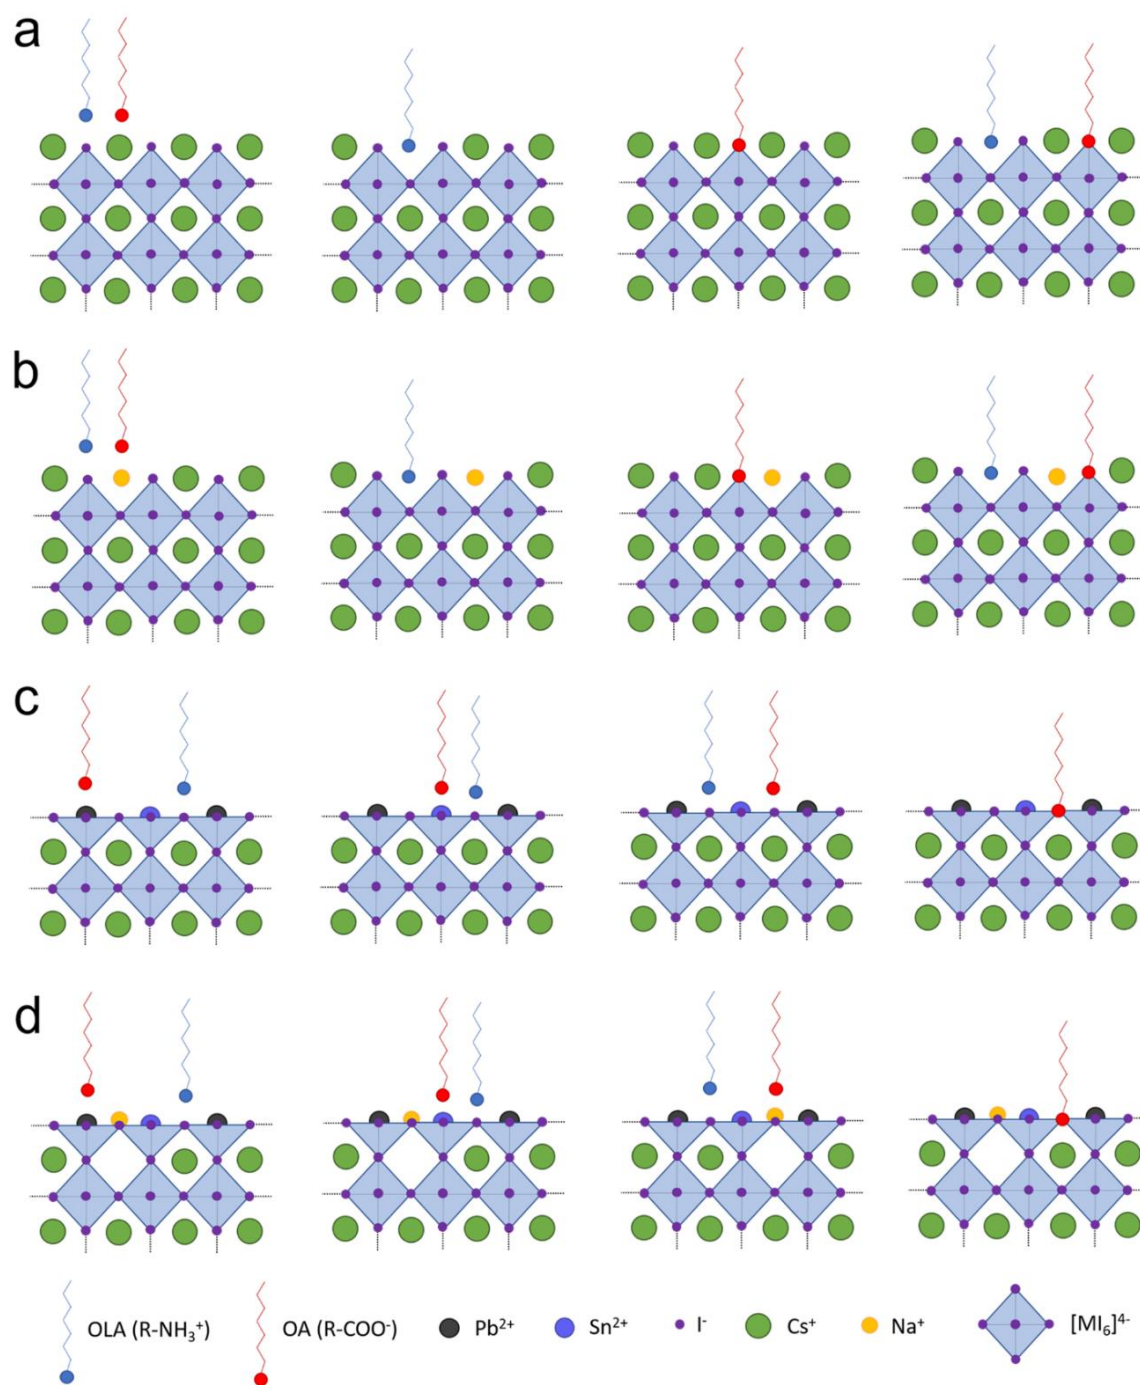 a
b
c
d
OLA (R-NH₃⁺) OA (R-COO⁻) Pb²⁺ Sn²⁺ I⁻ Cs⁺ Na⁺ [MI₆]⁴⁻